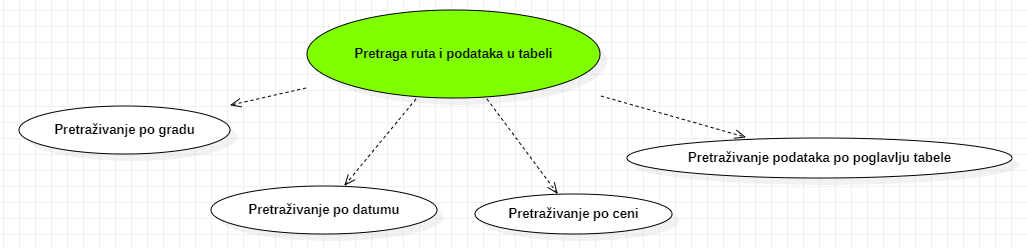 Pretraga ruta i podataka u tabeli
Pretraživanje po gradu
Pretraživanje podataka po poglavlju tabele
Pretraživanje po datumu
Pretraživanje po ceni